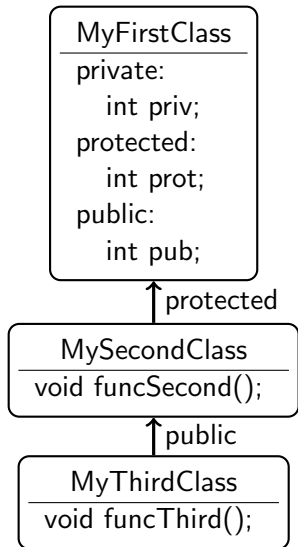 MyFirstClass
private:
int priv;
protected:
int prot;
public:
int pub;
protected
MySecondClass
void funcSecond();
public
MyThirdClass
void funcThird();